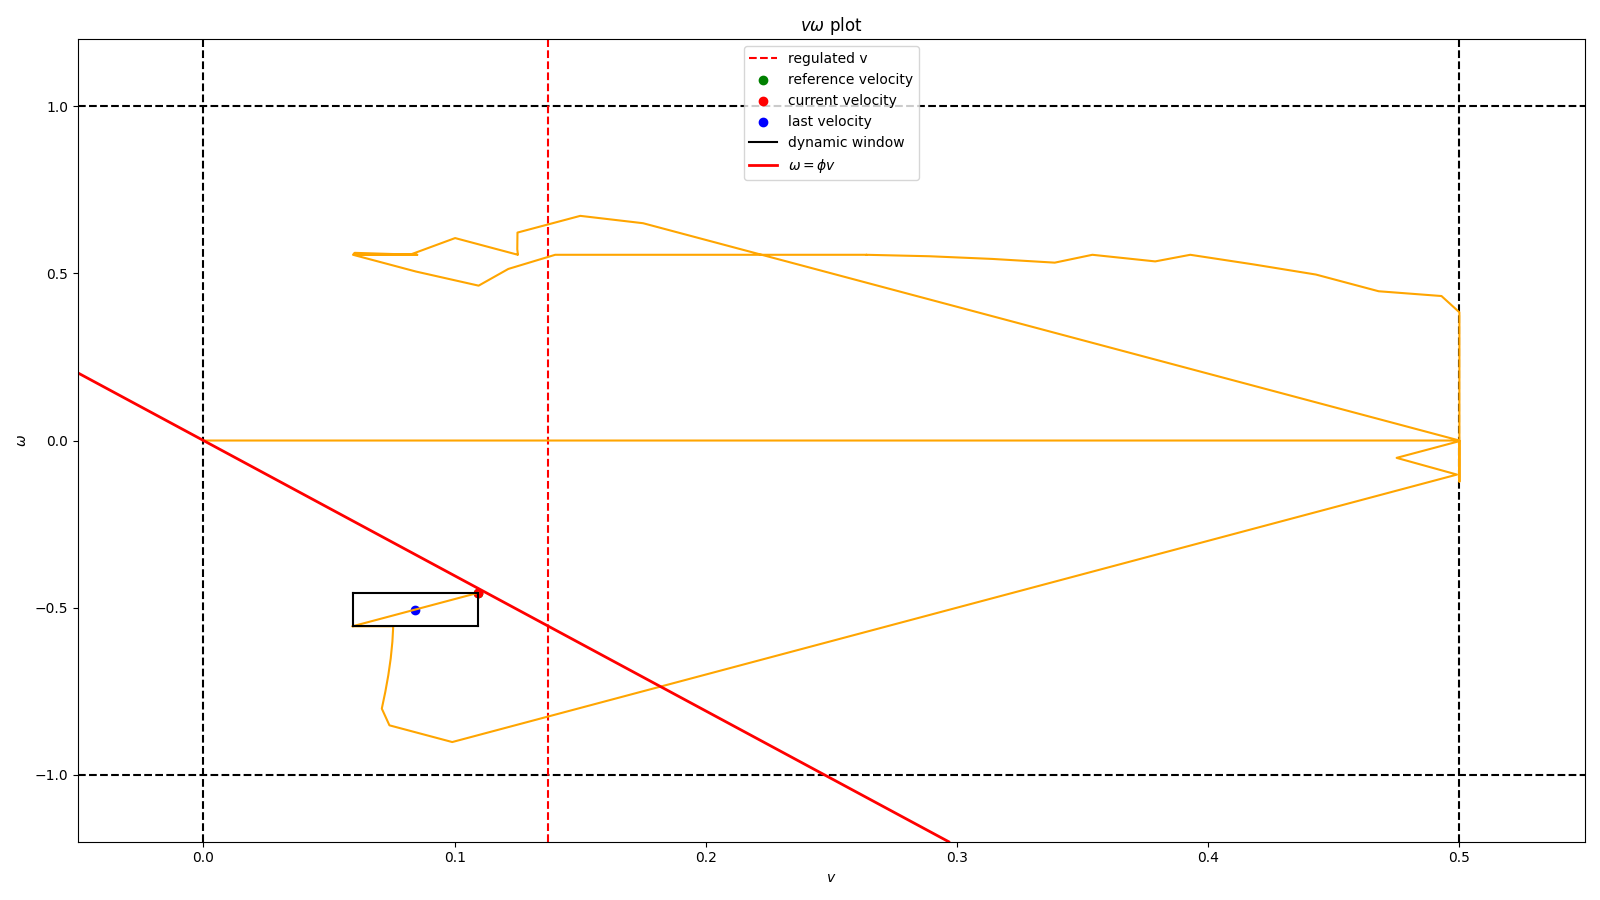 vω plot
regulated v
reference velocity
current velocity
last velocity
dynamic window
ω = ϕv
1.0
0.5
0.0
−0.5
−1.0
ω
0.0 0.1 0.2 0.3 0.4 0.5
v